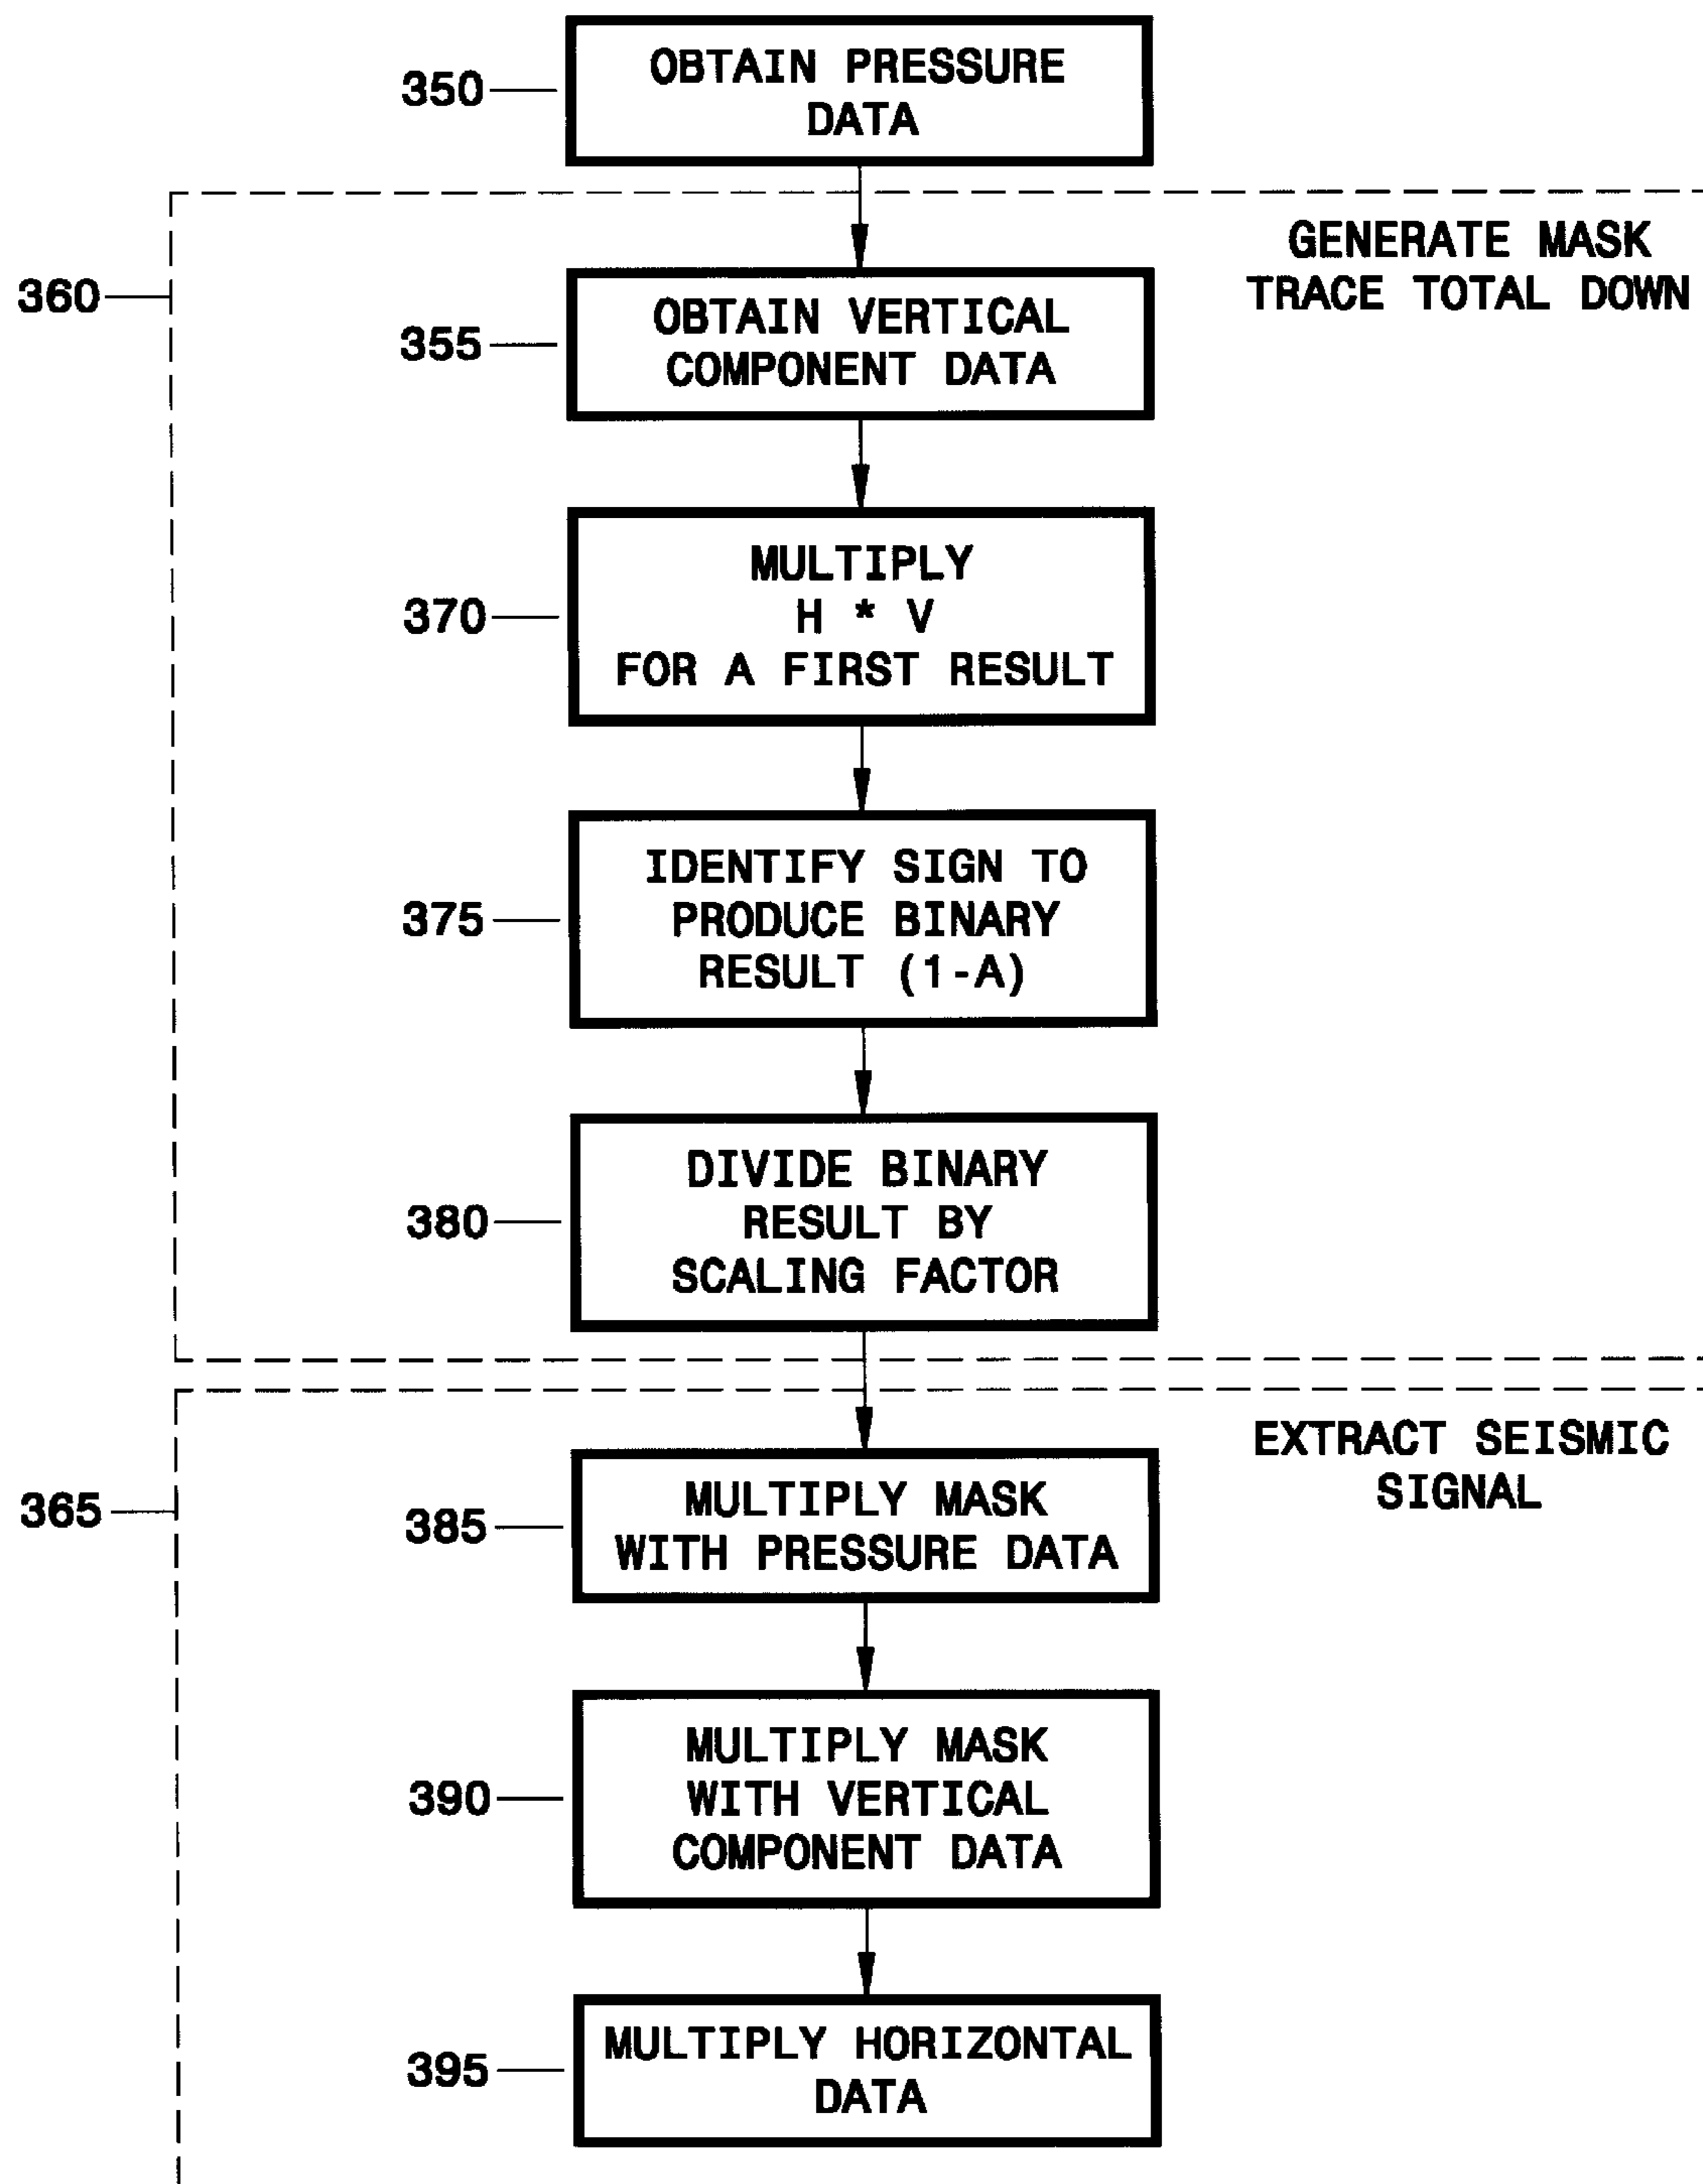 350
OBTAIN PRESSURE
DATA
GENERATE MASK
TRACE TOTAL DOWN
360
355
OBTAIN VERTICAL
COMPONENT DATA
370
MULTIPLY
H * V
FOR A FIRST RESULT
375
IDENTIFY SIGN TO
PRODUCE BINARY
RESULT (1-A)
380
DIVIDE BINARY
RESULT BY
SCALING FACTOR
EXTRACT SEISMIC
SIGNAL
365
385
MULTIPLY MASK
WITH PRESSURE DATA
390
MULTIPLY MASK
WITH VERTICAL
COMPONENT DATA
395
MULTIPLY HORIZONTAL
DATA